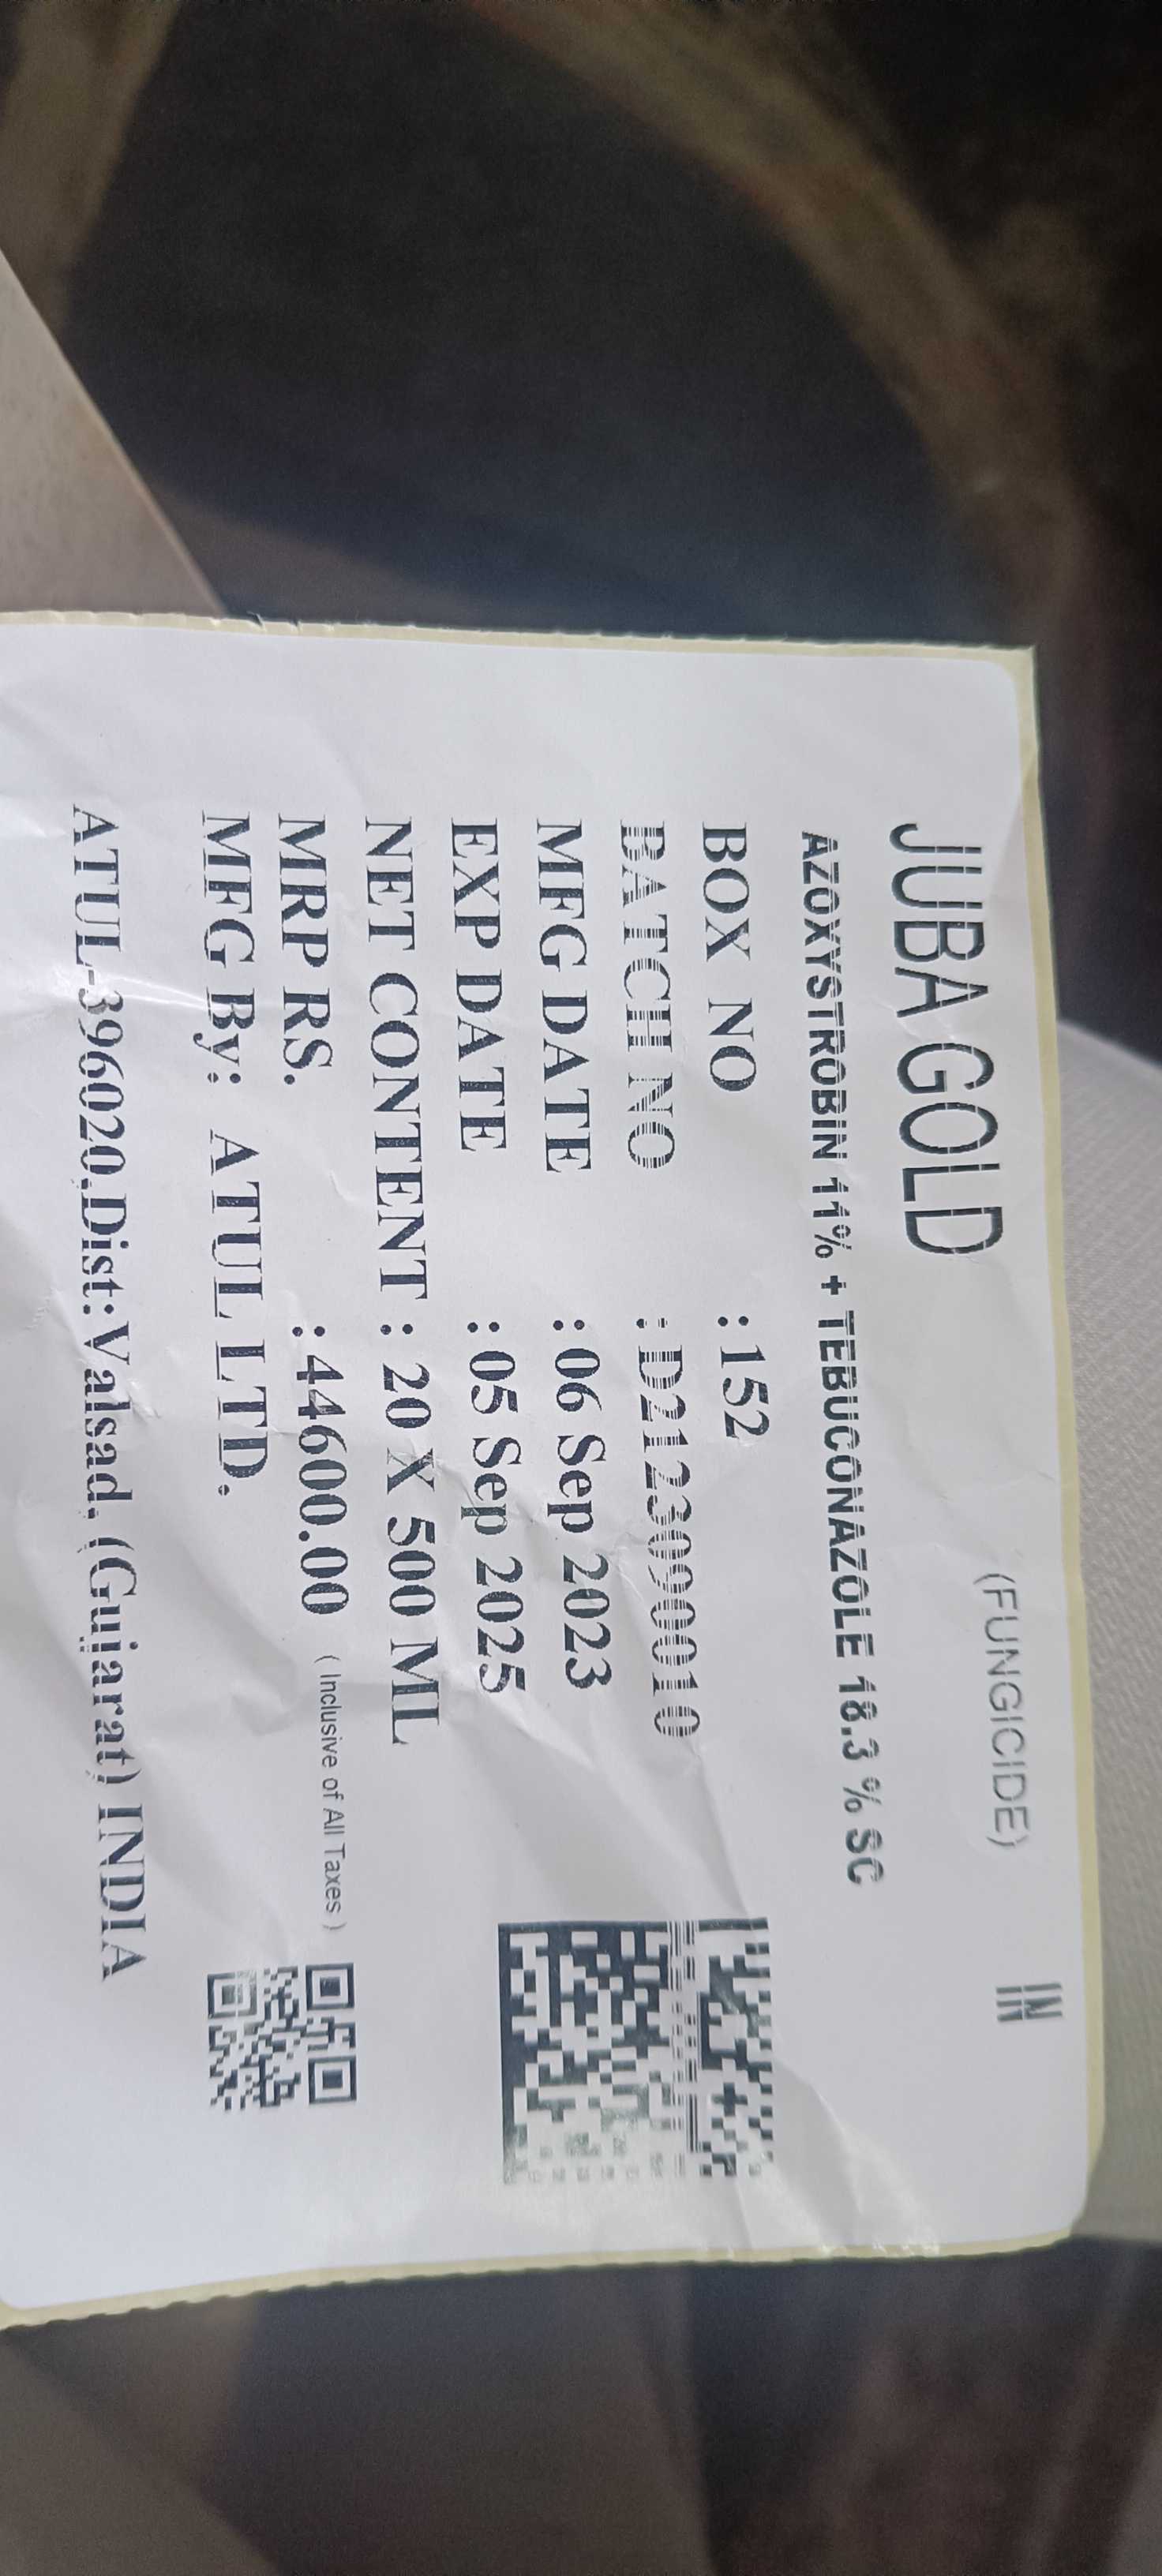 JUBA GOLD (FUNGICIDE) IN
AZOXYSTROBIN 11% + TEBUCONAZOLE 18.3 % SC
BOX NO :152
BATCH NO :D2123090010
MFG DATE :06 Sep 2023
EXP DATE :05 Sep 2025
NET CONTENT : 20 X 500 ML
MRP RS. :44600.00 ( Inclusive of All Taxes )
MFG By: ATUL LTD.
ATUL-396020,Dist:Valsad. (Gujarat) INDIA